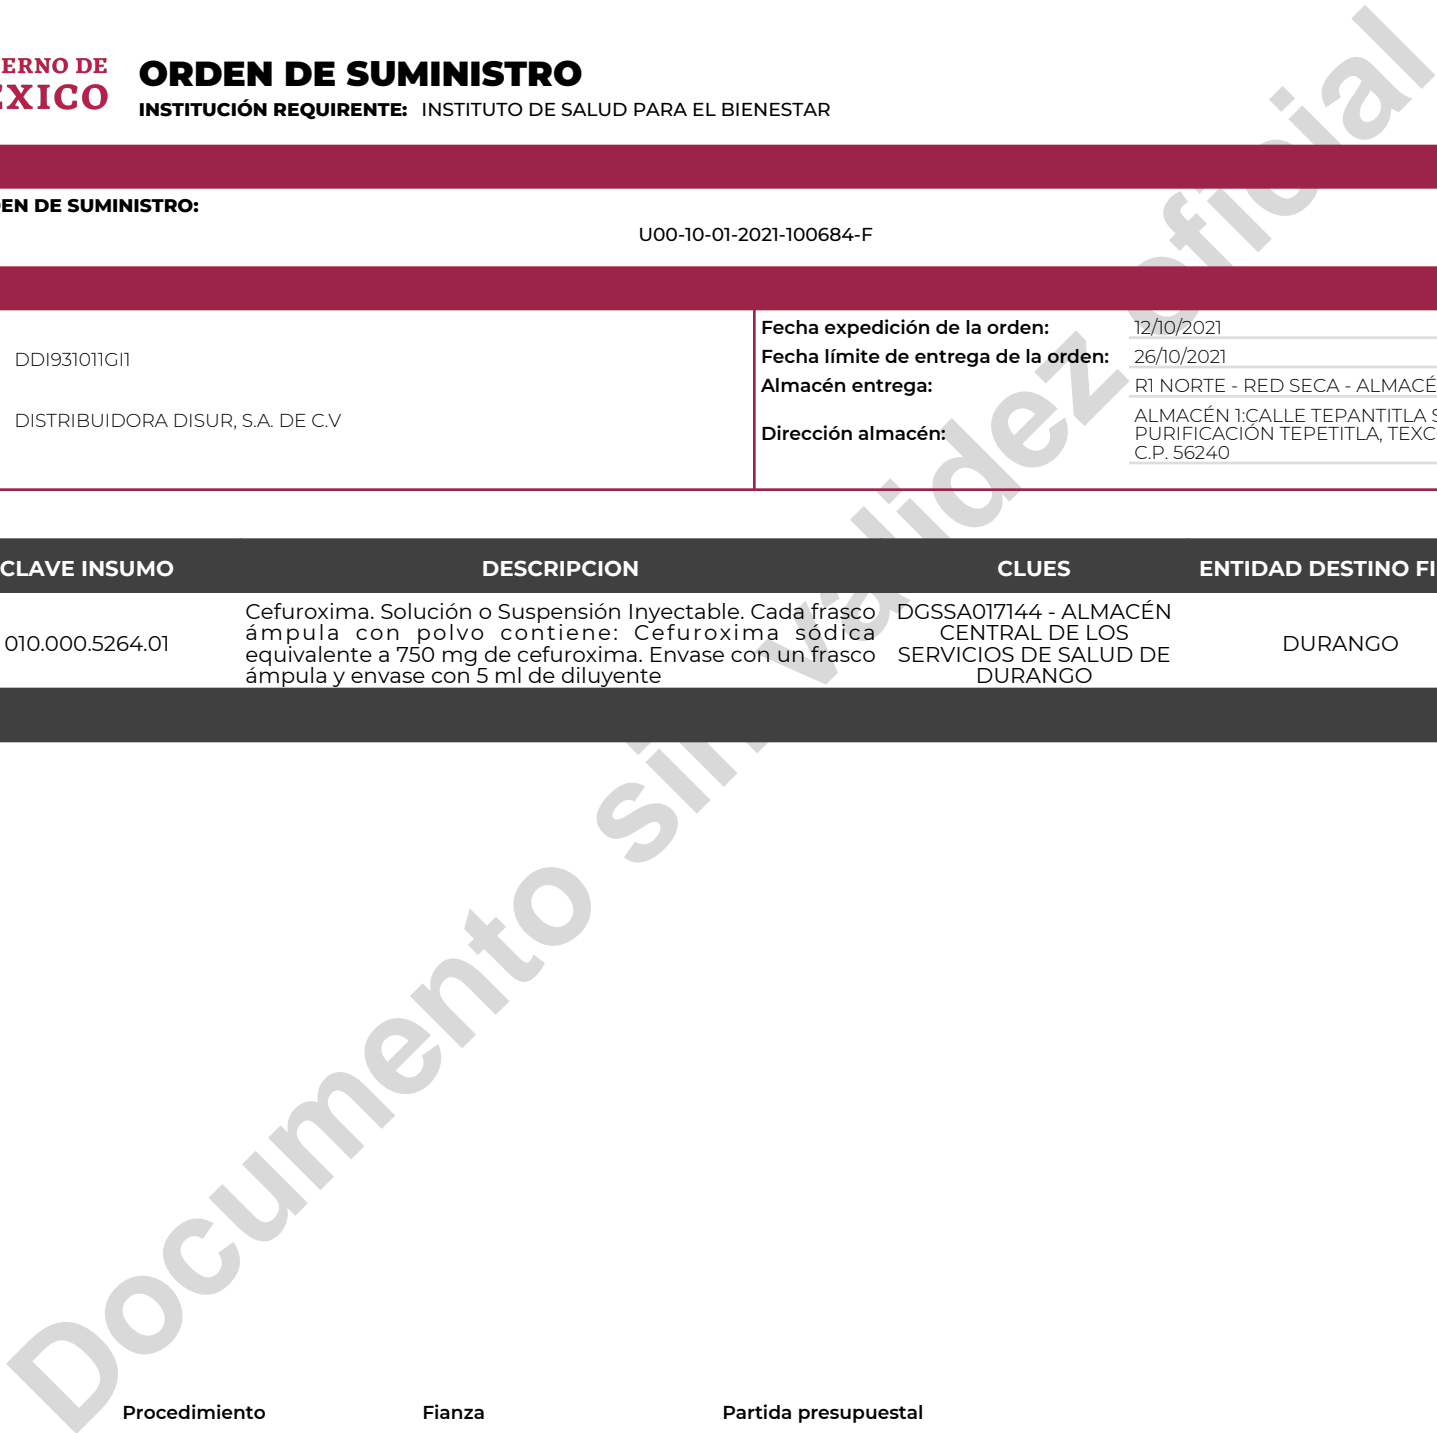 ERNO DE
EXICO
ORDEN DE SUMINISTRO
INSTITUCIÓN REQUIRENTE: INSTITUTO DE SALUD PARA EL BIENESTAR
EN DE SUMINISTRO:
U00-10-01-2021-100684-F
DDI931011GI1
DISTRIBUIDORA DISUR, S.A. DE C.V
Fecha expedición de la orden: 12/10/2021
Fecha límite de entrega de la orden: 26/10/2021
Almacén entrega: R1 NORTE - RED SECA - ALMACÉ
Dirección almacén:
ALMACÉN 1:CALLE TEPANTITLA S
PURIFICACIÓN TEPETITLA, TEXC
C.P. 56240
CLAVE INSUMO DESCRIPCION CLUES ENTIDAD DESTINO FI
010.000.5264.01
Cefuroxima. Solución o Suspensión Inyectable. Cada frasco
ámpula con polvo contiene: Cefuroxima sódica
equivalente a 750 mg de cefuroxima. Envase con un frasco
ámpula y envase con 5 ml de diluyente
DGSSA017144 - ALMACÉN
CENTRAL DE LOS
SERVICIOS DE SALUD DE
DURANGO
DURANGO
Documento sin validez oficial
Procedimiento Fianza Partida presupuestal